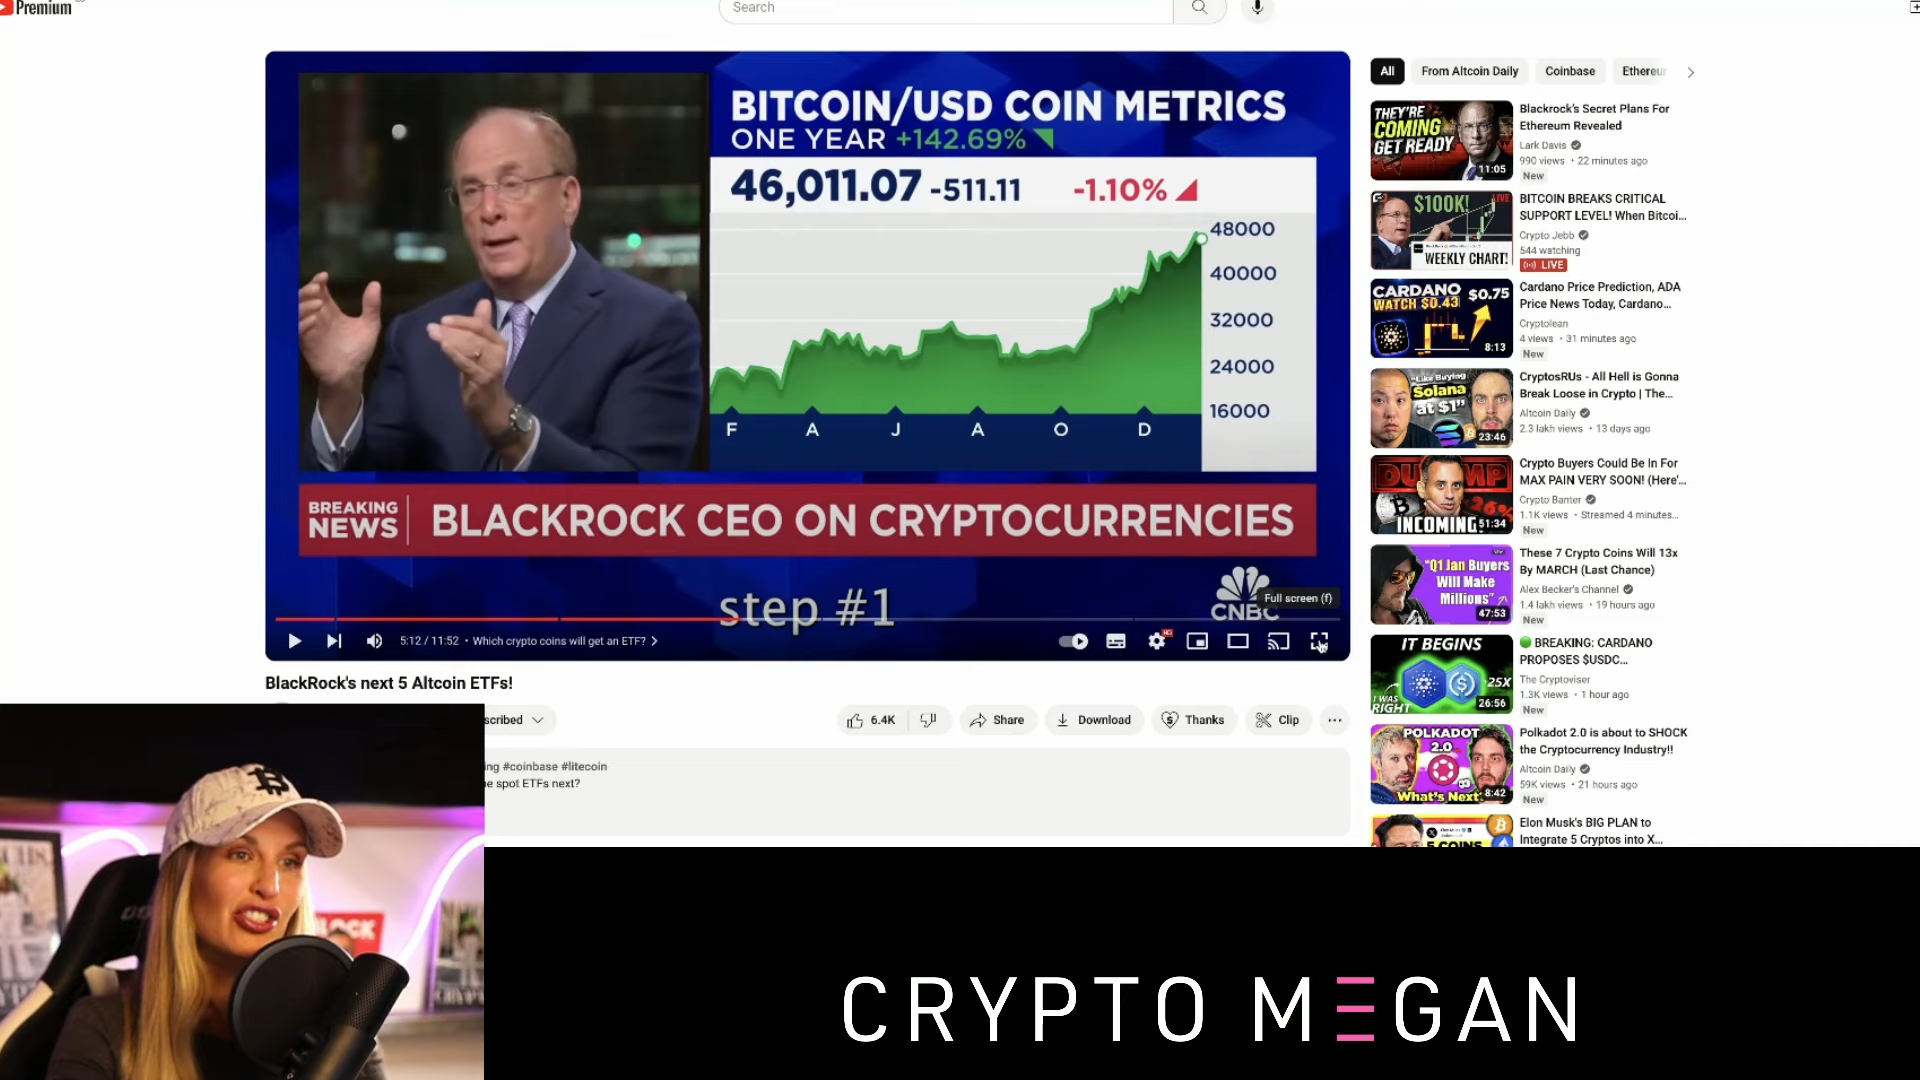 Premium
Search
BITCOIN/USD COIN METRICS
ONE YEAR +142.69%
46,011.07 -511.11 -1.10%
48000
40000
32000
24000
16000
F A J A O D
BREAKING NEWS
BLACKROCK CEO ON CRYPTOCURRENCIES
step #1
CNBC
Full screen (f)
5:12 / 11:52 • Which crypto coins will get an ETF?
HD
BlackRock's next 5 Altcoin ETFs!
scribed
6.4K
Share
Download
Thanks
Clip
ing #coinbase #litecoin
e spot ETFs next?
All
From Altcoin Daily
Coinbase
Ethereu
THEY'RE
COMING
GET READY
11:05
Blackrock's Secret Plans For
Ethereum Revealed
Lark Davis
990 views • 22 minutes ago
New
$100K!
LIVE
WEEKLY CHART!
BITCOIN BREAKS CRITICAL
SUPPORT LEVEL! When Bitcoi...
Crypto Jebb
544 watching
LIVE
CARDANO
WATCH $0.43
$0.75
8:13
Cardano Price Prediction, ADA
Price News Today, Cardano...
Cryptolean
4 views • 31 minutes ago
New
"Like Buying
Solana
at $1"
23:46
CryptosRUs - All Hell is Gonna
Break Loose in Crypto | The...
Altcoin Daily
2.3 lakh views • 13 days ago
26%
INCOMING
51:34
Crypto Buyers Could Be In For
MAX PAIN VERY SOON! (Here'...
Crypto Banter
1.1K views • Streamed 4 minutes...
New
"Q1 Jan Buyers
Will Make
Millions"
47:53
These 7 Crypto Coins Will 13x
By MARCH (Last Chance)
Alex Becker's Channel
1.4 lakh views • 19 hours ago
New
IT BEGINS
25X
I WAS
RIGHT
26:56
BREAKING: CARDANO
PROPOSES $USDC...
The Cryptoviser
1.3K views • 1 hour ago
New
POLKADOT
2.0
What's Next
8:42
Polkadot 2.0 is about to SHOCK
the Cryptocurrency Industry!!
Altcoin Daily
59K views • 21 hours ago
New
5 COINS
Elon Musk's BIG PLAN to
Integrate 5 Cryptos into X...
CRYPTO MEGAN